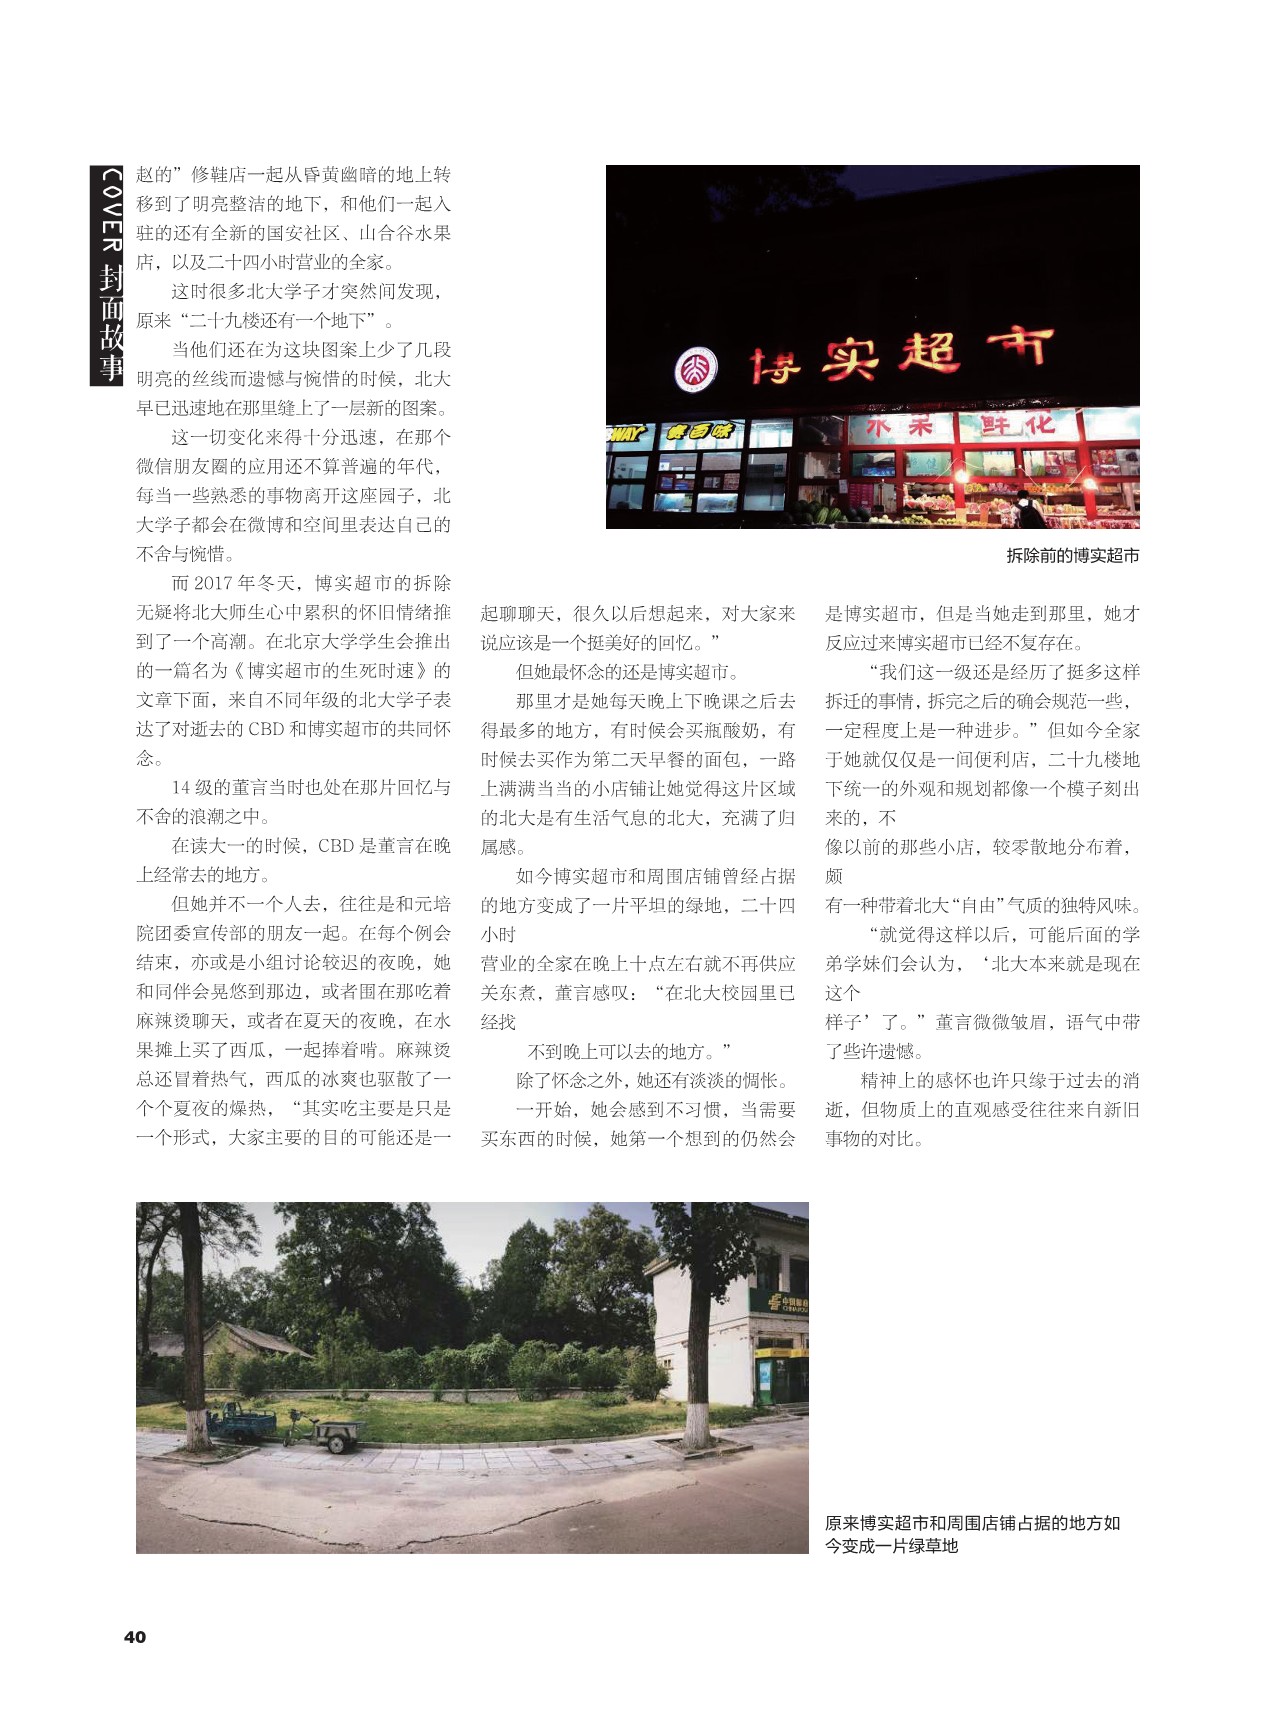 COVER 封面故事
赵的”修鞋店一起从昏黄幽暗的地上转
移到了明亮整洁的地下，和他们一起入
驻的还有全新的国安社区、山合谷水果
店，以及二十四小时营业的全家。
这时很多北大学子才突然间发现，
原来“二十九楼还有一个地下”。
当他们还在为这块图案上少了几段
明亮的丝线而遗憾与惋惜的时候，北大
早已迅速地在那里缝上了一层新的图案。
这一切变化来得十分迅速，在那个
微信朋友圈的应用还不算普遍的年代，
每当一些熟悉的事物离开这座园子，北
大学子都会在微博和空间里表达自己的
不舍与惋惜。
而 2017 年冬天，博实超市的拆除
无疑将北大师生心中累积的怀旧情绪推
到了一个高潮。在北京大学学生会推出
的一篇名为《博实超市的生死时速》的
文章下面，来自不同年级的北大学子表
达了对逝去的 CBD 和博实超市的共同怀
念。
14 级的董言当时也处在那片回忆与
不舍的浪潮之中。
在读大一的时候，CBD 是董言在晚
上经常去的地方。
但她并不一个人去，往往是和元培
院团委宣传部的朋友一起。在每个例会
结束，亦或是小组讨论较迟的夜晚，她
和同伴会晃悠到那边，或者围在那吃着
麻辣烫聊天，或者在夏天的夜晚，在水
果摊上买了西瓜，一起捧着啃。麻辣烫
总还冒着热气，西瓜的冰爽也驱散了一
个个夏夜的燥热，“其实吃主要是只是
一个形式，大家主要的目的可能还是一
博实超市
SUBWAY 赛百味
水果
鲜花
拆除前的博实超市
起聊聊天，很久以后想起来，对大家来
说应该是一个挺美好的回忆。”
但她最怀念的还是博实超市。
那里才是她每天晚上下晚课之后去
得最多的地方，有时候会买瓶酸奶，有
时候去买作为第二天早餐的面包，一路
上满满当当的小店铺让她觉得这片区域
的北大是有生活气息的北大，充满了归
属感。
如今博实超市和周围店铺曾经占据
的地方变成了一片平坦的绿地，二十四
小时
营业的全家在晚上十点左右就不再供应
关东煮，董言感叹：“在北大校园里已
经找
不到晚上可以去的地方。”
除了怀念之外，她还有淡淡的惆怅。
一开始，她会感到不习惯，当需要
买东西的时候，她第一个想到的仍然会
是博实超市，但是当她走到那里，她才
反应过来博实超市已经不复存在。
“我们这一级还是经历了挺多这样
拆迁的事情，拆完之后的确会规范一些，
一定程度上是一种进步。”但如今全家
于她就仅仅是一间便利店，二十九楼地
下统一的外观和规划都像一个模子刻出
来的，不
像以前的那些小店，较零散地分布着，
颇
有一种带着北大“自由”气质的独特风味。
“就觉得这样以后，可能后面的学
弟学妹们会认为，‘北大本来就是现在
这个
样子’了。”董言微微皱眉，语气中带
了些许遗憾。
精神上的感怀也许只缘于过去的消
逝，但物质上的直观感受往往来自新旧
事物的对比。
中国邮政
原来博实超市和周围店铺占据的地方如
今变成一片绿草地
40